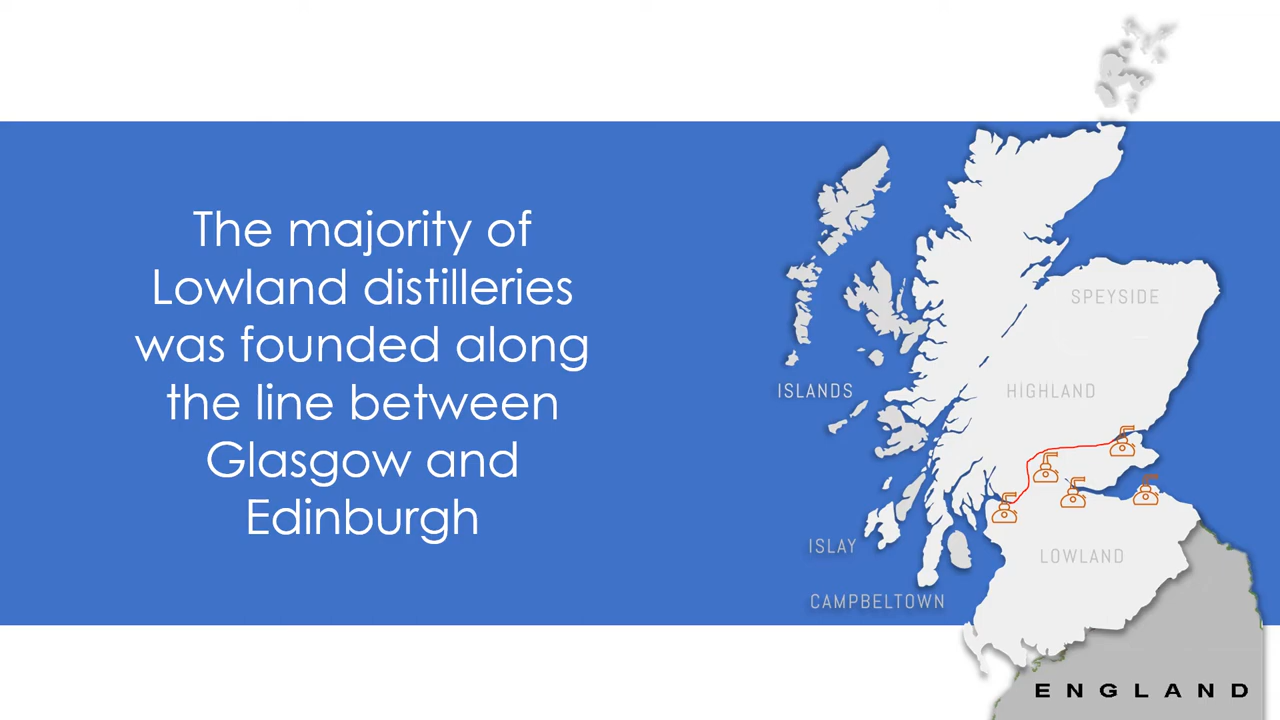 The majority of
Lowland distilleries
was founded along
the line between
Glasgow and
Edinburgh
SPEYSIDE
HIGHLAND
ISLANDS
ISLAY
LOWLAND
CAMPBELTOWN
ENGLAND